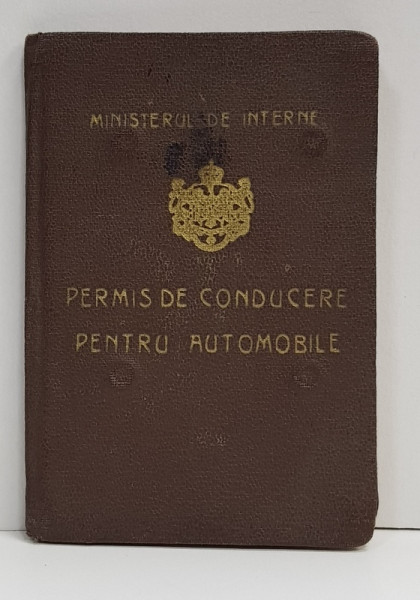 MINISTERUL DE INTERNE
PERMIS DE CONDUCERE
PENTRU AUTOMOBILE